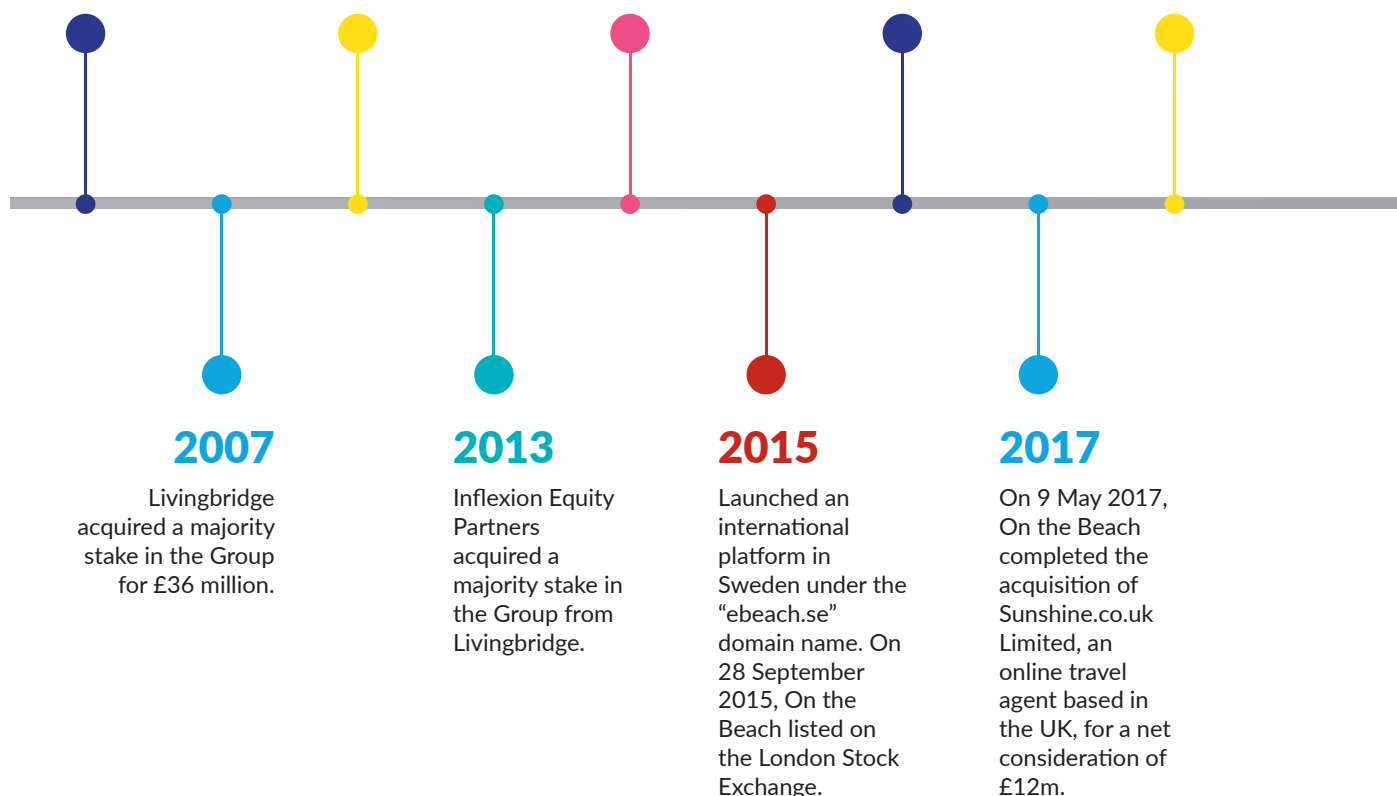 2007
Livingbridge
acquired a majority
stake in the Group
for £36 million.
2013
Inflexion Equity
Partners
acquired a
majority stake in
the Group from
Livingbridge.
2015
Launched an
international
platform in
Sweden under the
“ebeach.se”
domain name. On
28 September
2015, On the
Beach listed on
the London Stock
Exchange.
2017
On 9 May 2017,
On the Beach
completed the
acquisition of
Sunshine.co.uk
Limited, an
online travel
agent based in
the UK, for a net
consideration of
£12m.